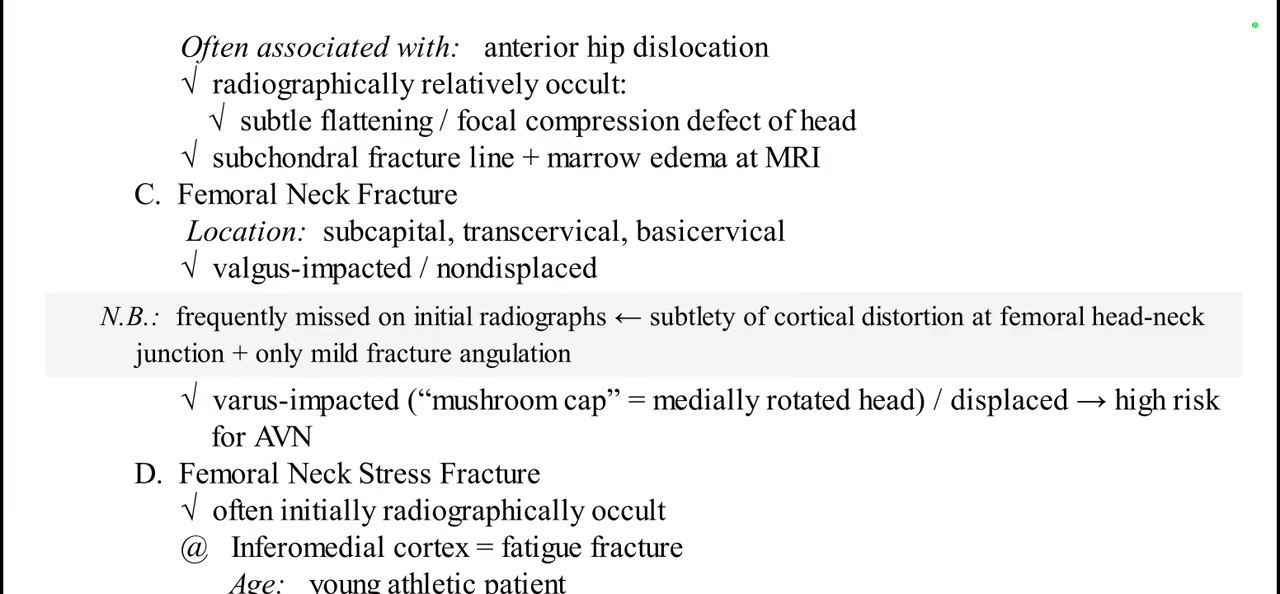 Often associated with: anterior hip dislocation
√ radiographically relatively occult:
√ subtle flattening / focal compression defect of head
√ subchondral fracture line + marrow edema at MRI
C. Femoral Neck Fracture
Location: subcapital, transcervical, basicervical
√ valgus-impacted / nondisplaced
N.B.: frequently missed on initial radiographs ← subtlety of cortical distortion at femoral head-neck
junction + only mild fracture angulation
√ varus-impacted (“mushroom cap” = medially rotated head) / displaced → high risk
for AVN
D. Femoral Neck Stress Fracture
√ often initially radiographically occult
@ Inferomedial cortex = fatigue fracture
Age: young athletic patient